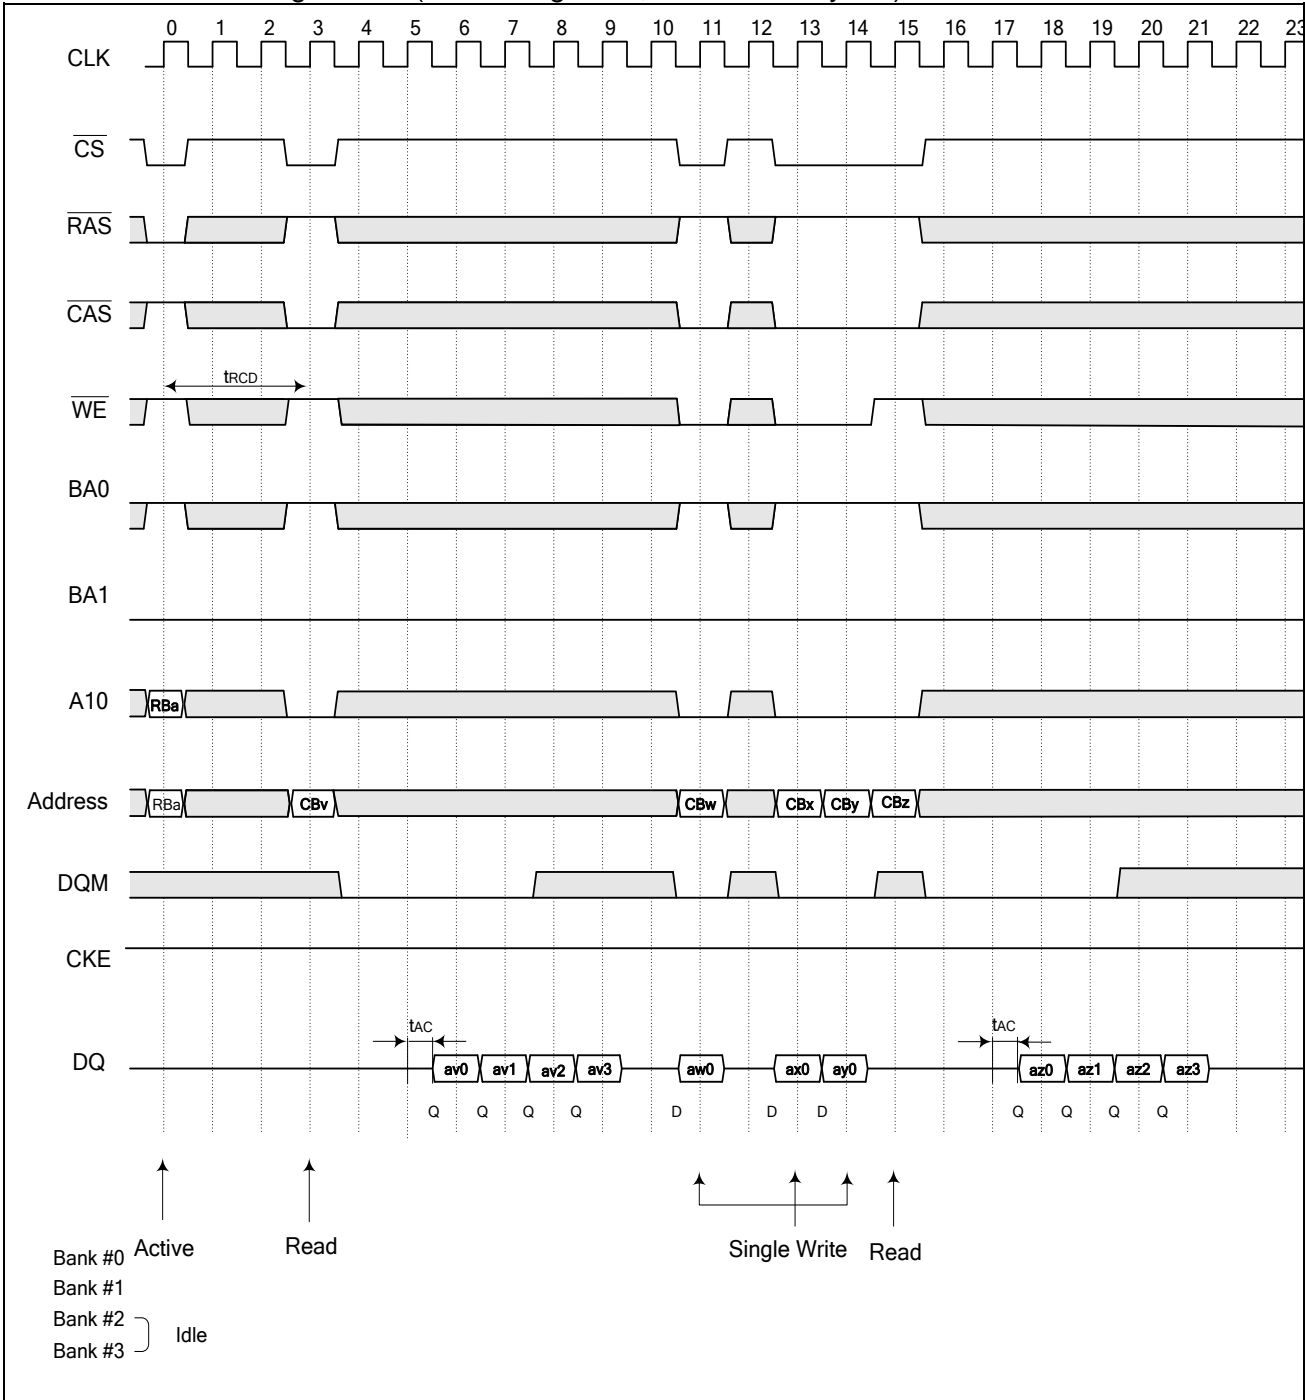 0 1 2 3 4 5 6 7 8 9 10 11 12 13 14 15 16 17 18 19 20 21 22 23
CLK
CS
RAS
CAS
tRCD
WE
BA0
BA1
A10 RBa
Address RBa CBv CBw CBx CBy CBz
DQM
CKE
tAC tAC
DQ av0 av1 av2 av3 aw0 ax0 ay0 az0 az1 az2 az3
Q Q Q Q D D D Q Q Q Q
Active Read Single Write Read
Bank #0
Bank #1
Bank #2
Idle
Bank #3